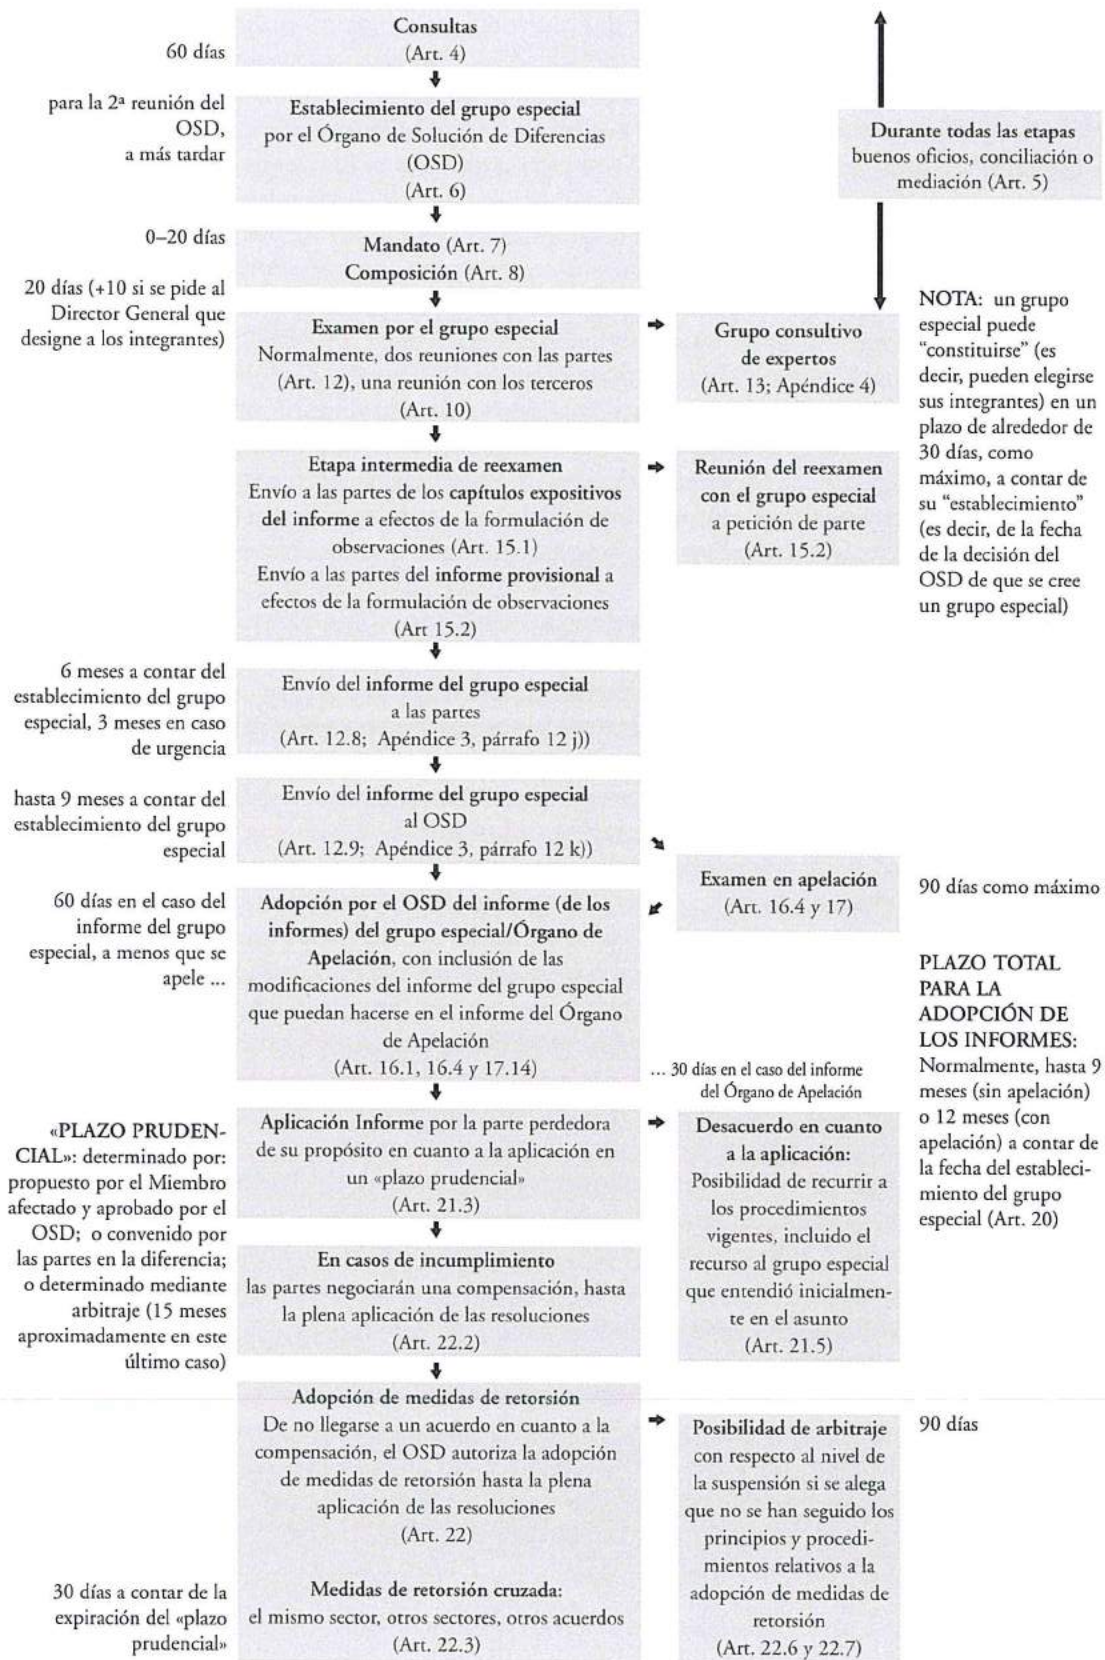 Consultas
(Art. 4)
60 días
para la 2ª reunión del
OSD,
a más tardar
Establecimiento del grupo especial
por el Órgano de Solución de Diferencias
(OSD)
(Art. 6)
Durante todas las etapas
buenos oficios, conciliación o
mediación (Art. 5)
0–20 días
Mandato (Art. 7)
Composición (Art. 8)
20 días (+10 si se pide al
Director General que
designe a los integrantes)
Examen por el grupo especial
Normalmente, dos reuniones con las partes
(Art. 12), una reunión con los terceros
(Art. 10)
Grupo consultivo
de expertos
(Art. 13; Apéndice 4)
NOTA: un grupo
especial puede
“constituirse” (es
decir, pueden elegirse
sus integrantes) en un
plazo de alrededor de
30 días, como
máximo, a contar de
su “establecimiento”
(es decir, de la fecha
de la decisión del
OSD de que se cree
un grupo especial)
Etapa intermedia de reexamen
Envío a las partes de los capítulos expositivos
del informe a efectos de la formulación de
observaciones (Art. 15.1)
Envío a las partes del informe provisional a
efectos de la formulación de observaciones
(Art 15.2)
Reunión del reexamen
con el grupo especial
a petición de parte
(Art. 15.2)
6 meses a contar del
establecimiento del grupo
especial, 3 meses en caso
de urgencia
Envío del informe del grupo especial
a las partes
(Art. 12.8; Apéndice 3, párrafo 12 j))
hasta 9 meses a contar del
establecimiento del grupo
especial
Envío del informe del grupo especial
al OSD
(Art. 12.9; Apéndice 3, párrafo 12 k))
Examen en apelación
(Art. 16.4 y 17)
90 días como máximo
60 días en el caso del
informe del grupo
especial, a menos que se
apele ...
Adopción por el OSD del informe (de los
informes) del grupo especial/Órgano de
Apelación, con inclusión de las
modificaciones del informe del grupo especial
que puedan hacerse en el informe del Órgano
de Apelación
(Art. 16.1, 16.4 y 17.14)
... 30 días en el caso del informe
del Órgano de Apelación
PLAZO TOTAL
PARA LA
ADOPCIÓN DE
LOS INFORMES:
Normalmente, hasta 9
meses (sin apelación)
o 12 meses (con
apelación) a contar de
la fecha del estableci-
miento del grupo
especial (Art. 20)
«PLAZO PRUDEN-
CIAL»: determinado por:
propuesto por el Miembro
afectado y aprobado por el
OSD; o convenido por
las partes en la diferencia;
o determinado mediante
arbitraje (15 meses
aproximadamente en este
último caso)
Aplicación Informe por la parte perdedora
de su propósito en cuanto a la aplicación en
un «plazo prudencial»
(Art. 21.3)
Desacuerdo en cuanto
a la aplicación:
Posibilidad de recurrir a
los procedimientos
vigentes, incluido el
recurso al grupo especial
que entendió inicialmen-
te en el asunto
(Art. 21.5)
En casos de incumplimiento
las partes negociarán una compensación, hasta
la plena aplicación de las resoluciones
(Art. 22.2)
Adopción de medidas de retorsión
De no llegarse a un acuerdo en cuanto a la
compensación, el OSD autoriza la adopción
de medidas de retorsión hasta la plena
aplicación de las resoluciones
(Art. 22)
Posibilidad de arbitraje
con respecto al nivel de
la suspensión si se alega
que no se han seguido los
principios y procedi-
mientos relativos a la
adopción de medidas de
retorsión
(Art. 22.6 y 22.7)
90 días
30 días a contar de la
expiración del «plazo
prudencial»
Medidas de retorsión cruzada:
el mismo sector, otros sectores, otros acuerdos
(Art. 22.3)